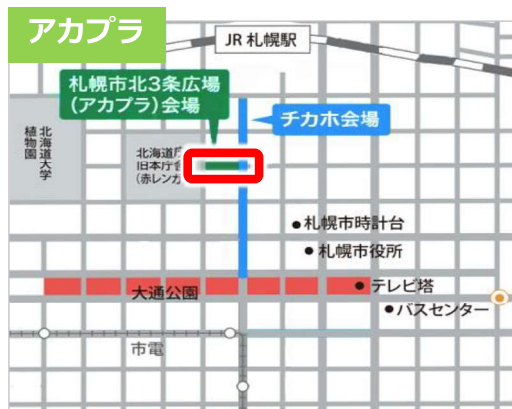 アカプラ
JR 札幌駅
札幌市北3条広場
(アカプラ)会場
チカホ会場
北海道大学
植物園
北海道庁
旧本庁舎
(赤レンガ
札幌市時計台
札幌市役所
大通公園
テレビ塔
バスセンター
市電